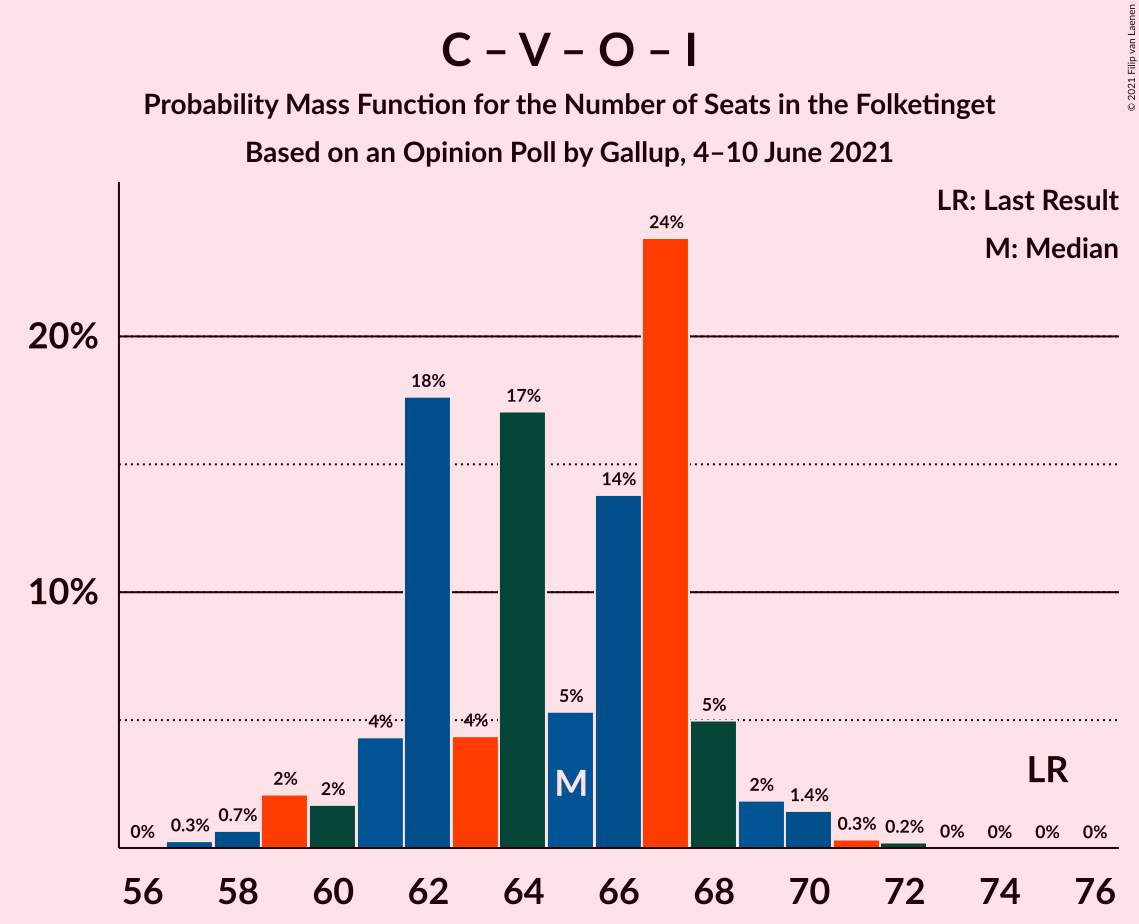 C – V – O – I
Probability Mass Function for the Number of Seats in the Folketinget
Based on an Opinion Poll by Gallup, 4–10 June 2021
© 2021 Filip van Laenen
LR: Last Result
M: Median
20%
10%
0%
0.3%
0.7%
2%
2%
4%
18%
4%
17%
5%
14%
24%
5%
2%
1.4%
0.3%
0.2%
0%
0%
0%
0%
M
LR
56 58 60 62 64 66 68 70 72 74 76